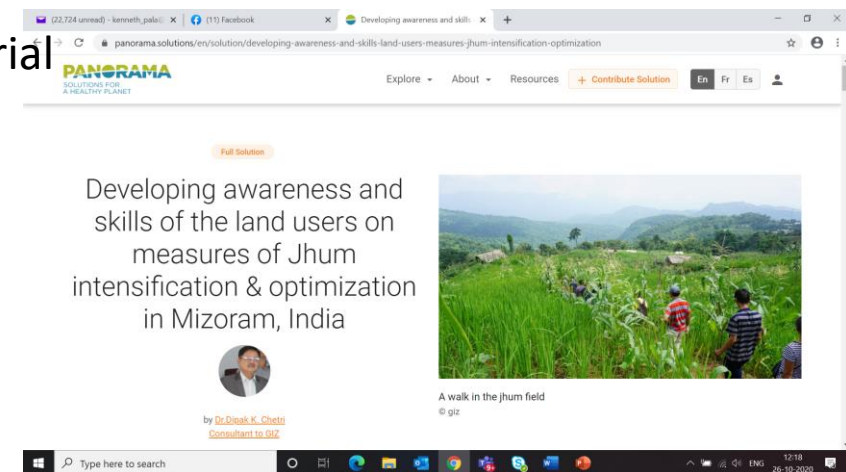 rial
(22,724 unread) - kenneth_pala
(11) Facebook
Developing awareness and skills
panorama.solutions/en/solution/developing-awareness-and-skills-land-users-measures-jhum-intensification-optimization
PANORAMA
SOLUTIONS FOR
A HEALTHY PLANET
Explore
About
Resources
+ Contribute Solution
En Fr Es
Full Solution
Developing awareness and
skills of the land users on
measures of Jhum
intensification & optimization
in Mizoram, India
by Dr.Dipak K. Chetri
Consultant to GIZ
A walk in the jhum field
© giz
Type here to search
ENG
12:18
26-10-2020